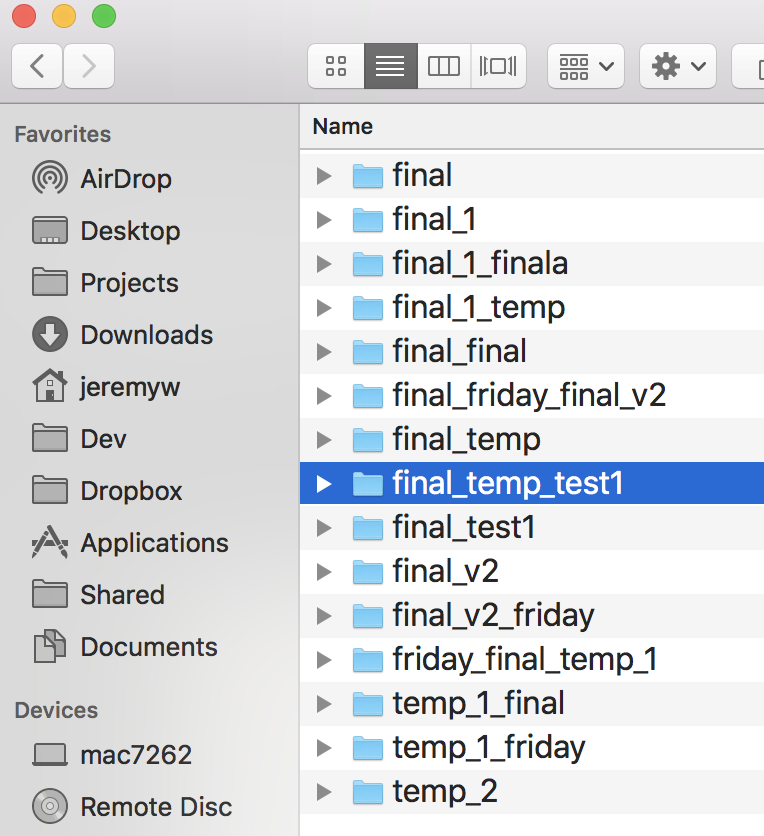 Favorites
AirDrop
Desktop
Projects
Downloads
jeremyw
Dev
Dropbox
Applications
Shared
Documents
Devices
mac7262
Remote Disc
Name
final
final_1
final_1_finala
final_1_temp
final_final
final_friday_final_v2
final_temp
final_temp_test1
final_test1
final_v2
final_v2_friday
friday_final_temp_1
temp_1_final
temp_1_friday
temp_2